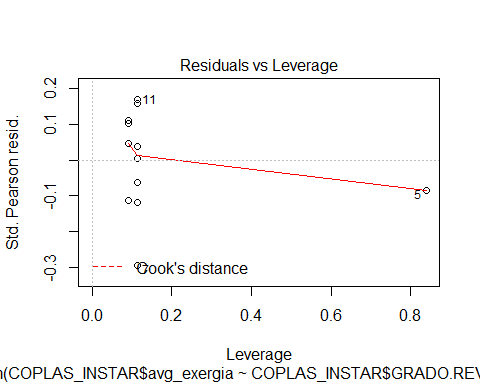 Residuals vs Leverage
Std. Pearson resid.
0.2
0.1
-0.1
-0.3
11
5
Cook's distance
0.0 0.2 0.4 0.6 0.8
Leverage
n(COPLAS_INSTAR$avg_exergia ~ COPLAS_INSTAR$GRADO.REV